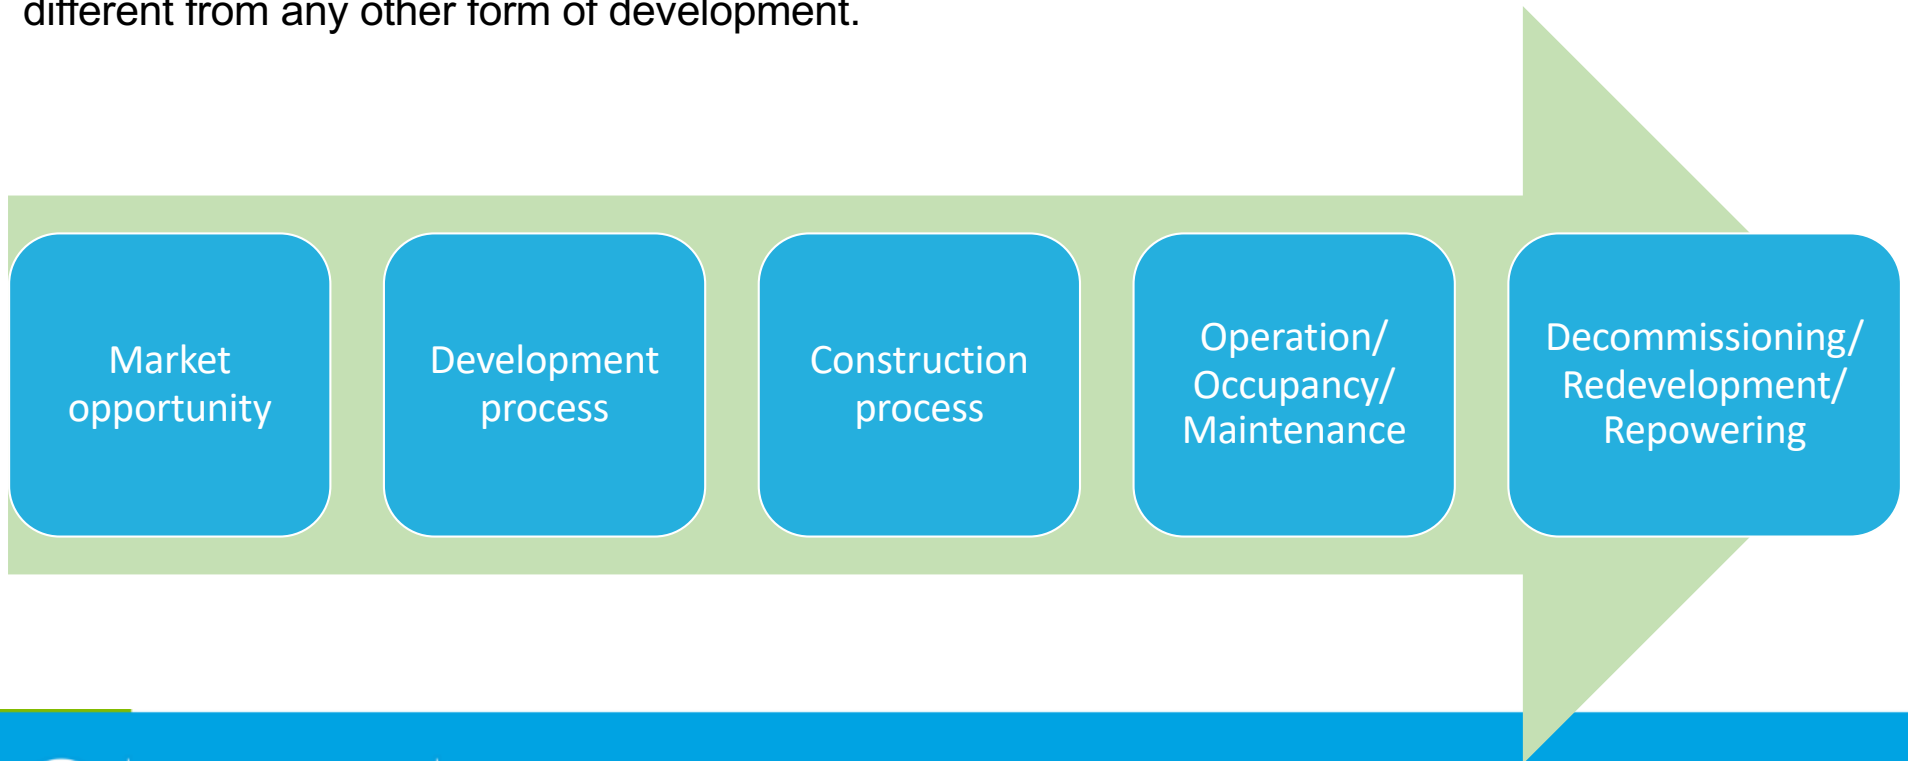 different from any other form of development.
Market
opportunity
Development
process
Construction
process
Operation/
Occupancy/
Maintenance
Decommissioning/
Redevelopment/
Repowering